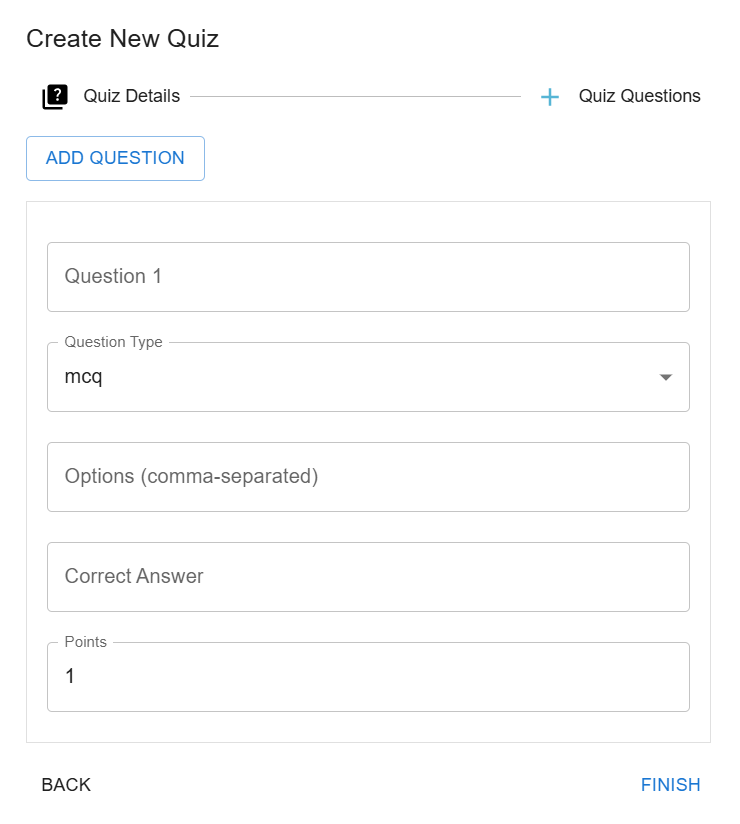 Create New Quiz
Quiz Details
Quiz Questions
ADD QUESTION
Question 1
Question Type
mcq
Options (comma-separated)
Correct Answer
Points
1
BACK
FINISH